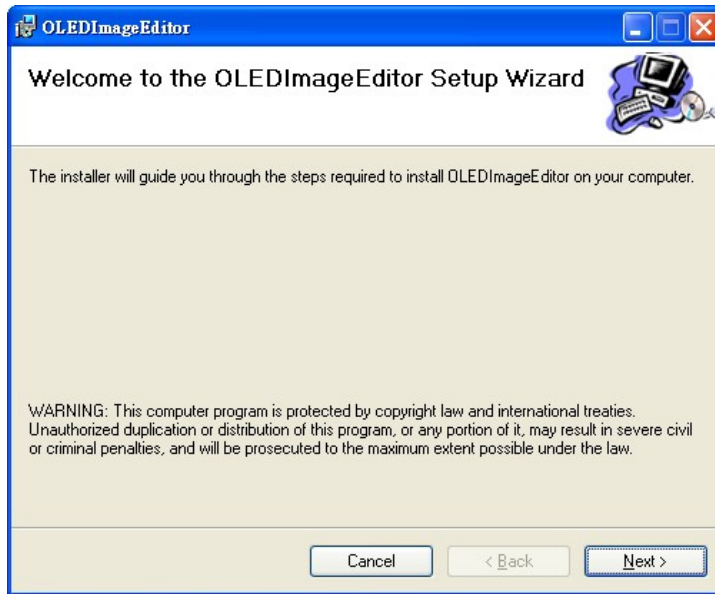 OLEDImageEditor
Welcome to the OLEDImageEditor Setup Wizard
The installer will guide you through the steps required to install OLEDImageEditor on your computer.
WARNING: This computer program is protected by copyright law and international treaties.
Unauthorized duplication or distribution of this program, or any portion of it, may result in severe civil
or criminal penalties, and will be prosecuted to the maximum extent possible under the law.
Cancel
< Back
Next >